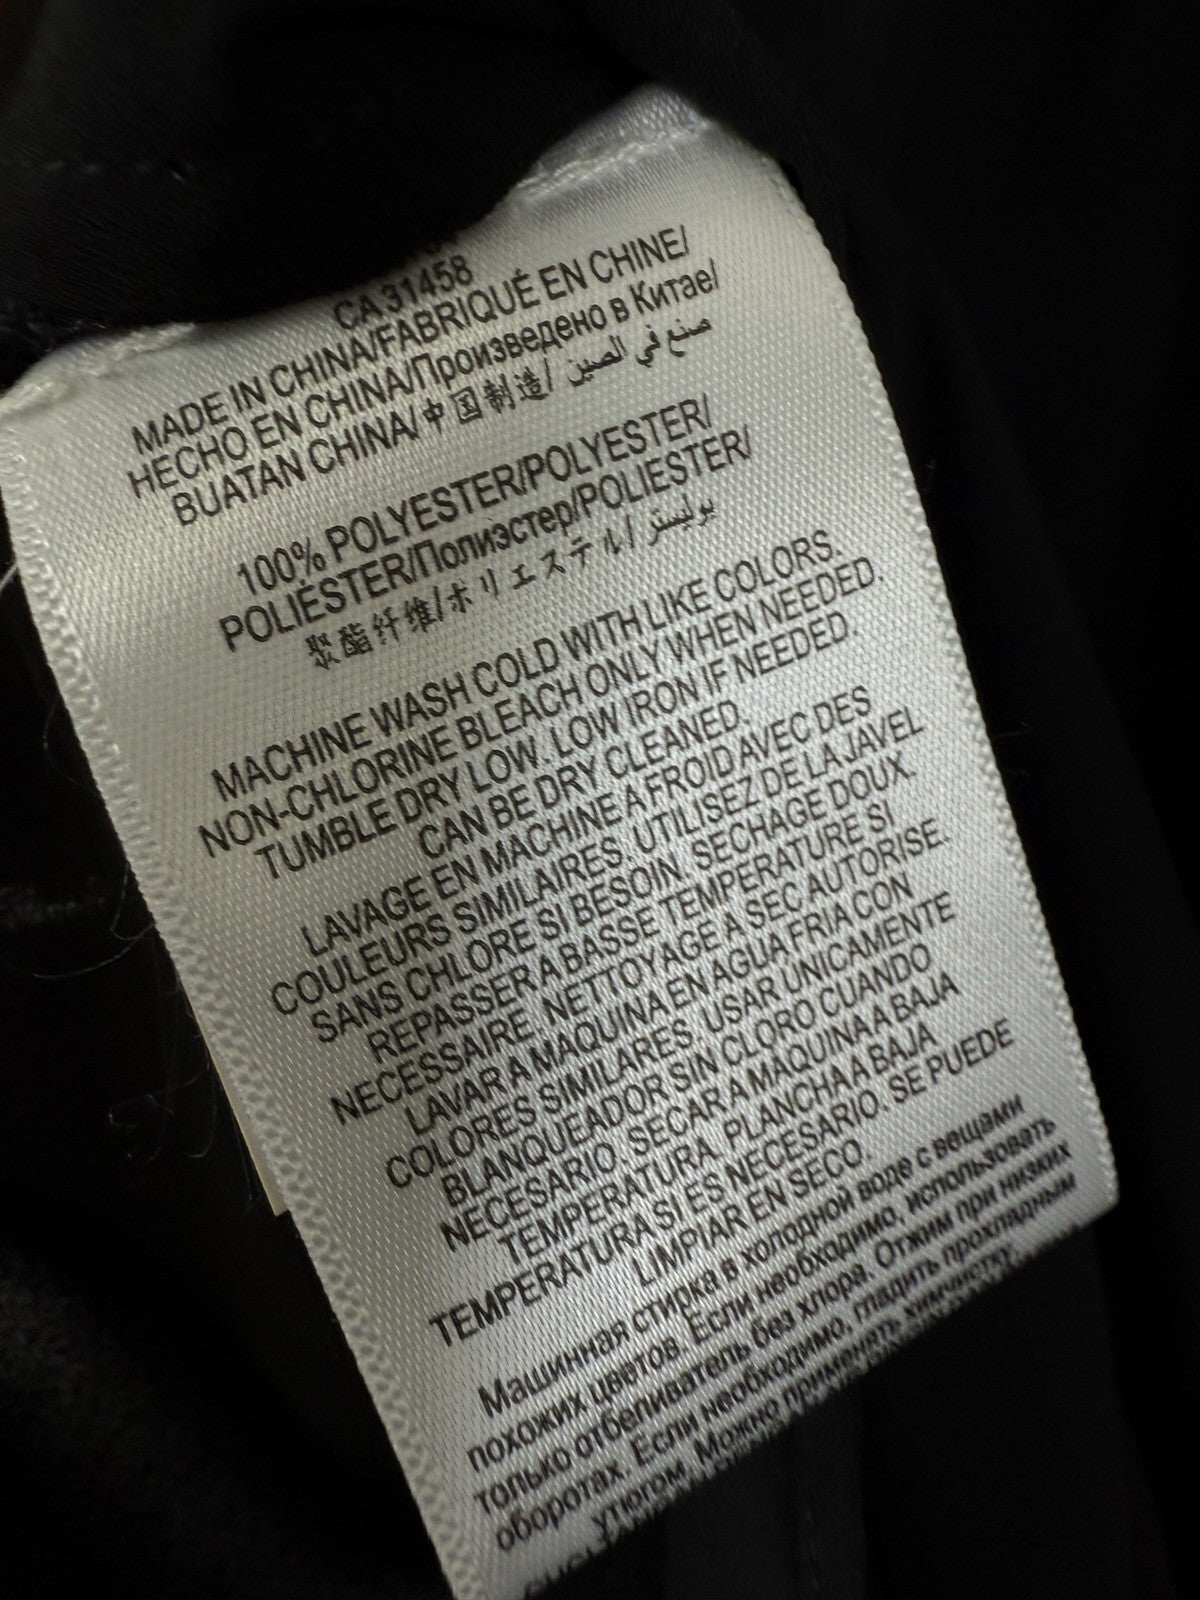 CA 31458
MADE IN CHINA/FABRIQUÉ EN CHINE/
HECHO EN CHINA/Произведено в Китае/
BUATAN CHINA/中国制造/ صنع في الصين
100% POLYESTER/POLYESTER/
POLIÉSTER/Полиэстер/POLIESTER/
聚酯纤维/ポリエステル/بوليستر
MACHINE WASH COLD WITH LIKE COLORS.
NON-CHLORINE BLEACH ONLY WHEN NEEDED.
TUMBLE DRY LOW. LOW IRON IF NEEDED.
CAN BE DRY CLEANED.
LAVAGE EN MACHINE A FROID AVEC DES
COULEURS SIMILAIRES. UTILISEZ DE LA JAVEL
SANS CHLORE SI BESOIN. SECHAGE DOUX.
REPASSER A BASSE TEMPERATURE SI
NECESSAIRE. NETTOYAGE A SEC AUTORISE.
LAVAR A MAQUINA EN AGUA FRIA CON
COLORES SIMILARES. USAR UNICAMENTE
BLANQUEADOR SIN CLORO CUANDO
NECESARIO. SECAR A MAQUINA A BAJA
TEMPERATURA. PLANCHA A BAJA
TEMPERATURA SI ES NECESARIO. SE PUEDE
LIMPIAR EN SECO.
Машинная стирка в холодной воде с вещами
похожих цветов. Если необходимо, использовать
только отбеливатель без хлора. Отжим при низких
оборотах. Если необходимо, гладить прохладным
утюгом. Можно применять химчистку.